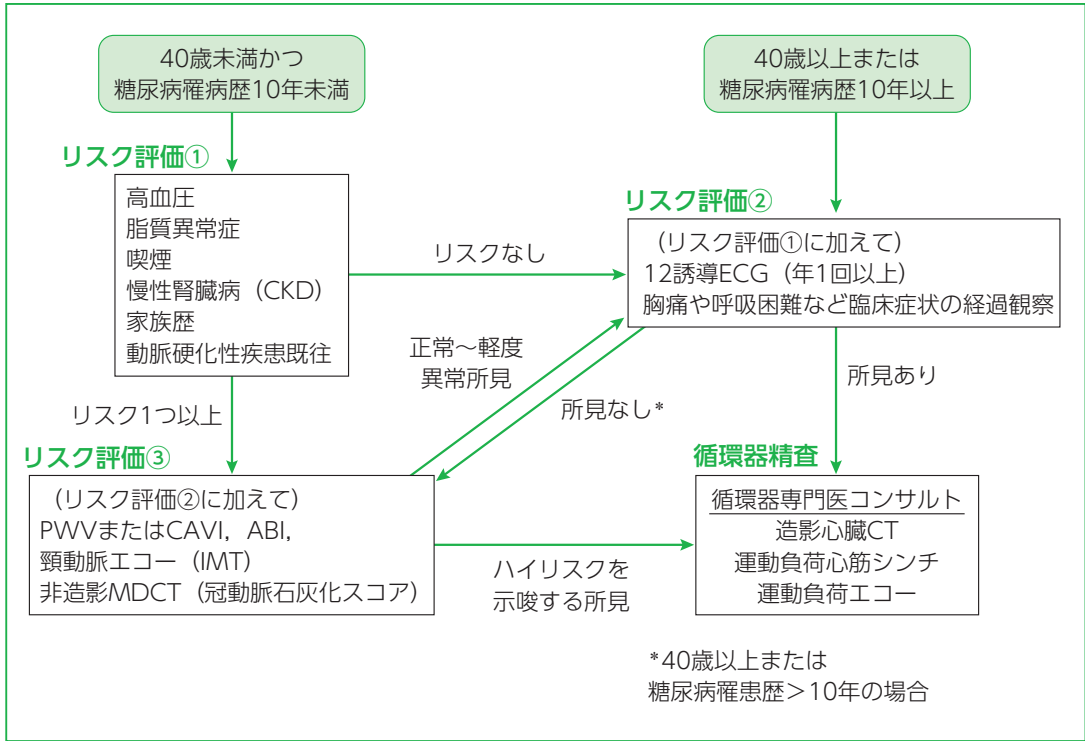 40歳未満かつ
糖尿病罹病歴10年未満
40歳以上または
糖尿病罹病歴10年以上
リスク評価①
高血圧
脂質異常症
喫煙
慢性腎臓病（CKD）
家族歴
動脈硬化性疾患既往
リスクなし
リスク評価②
（リスク評価①に加えて）
12誘導ECG（年1回以上）
胸痛や呼吸困難など臨床症状の経過観察
リスク1つ以上
正常～軽度
異常所見
所見なし*
所見あり
リスク評価③
（リスク評価②に加えて）
PWVまたはCAVI，ABI，
頸動脈エコー（IMT）
非造影MDCT（冠動脈石灰化スコア）
ハイリスクを
示唆する所見
循環器精査
循環器専門医コンサルト
造影心臓CT
運動負荷心筋シンチ
運動負荷エコー
*40歳以上または
糖尿病罹患歴＞10年の場合